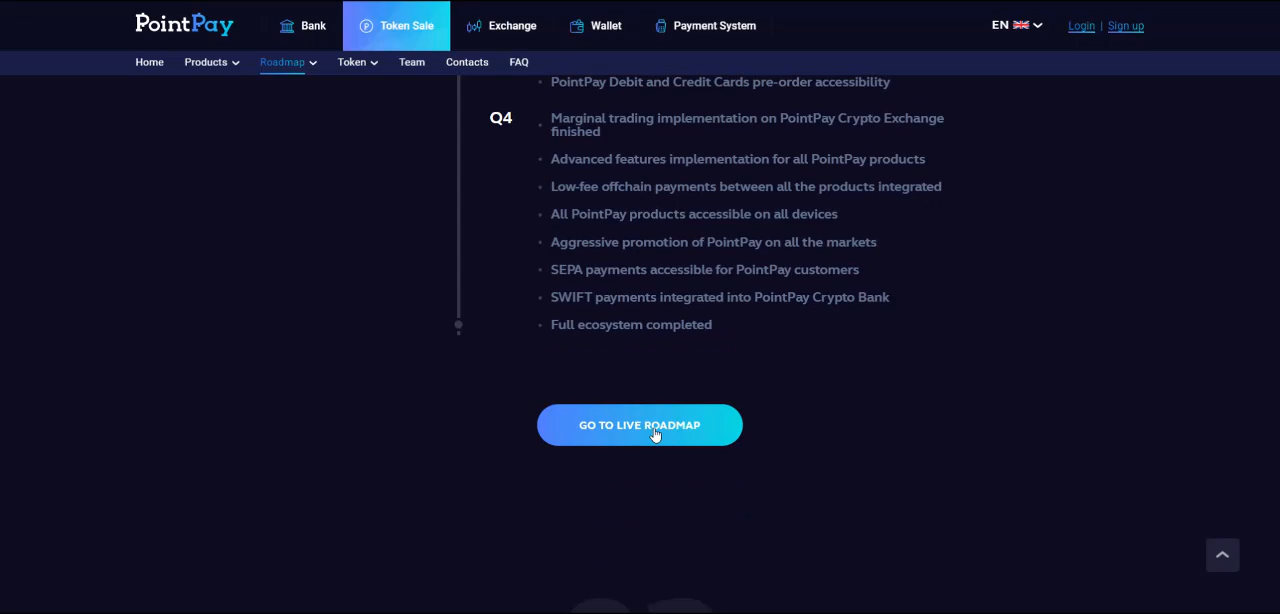 PointPay Bank Token Sale Exchange Wallet Payment System EN Login | Sign up
Home Products Roadmap Token Team Contacts FAQ
• PointPay Debit and Credit Cards pre-order accessibility
Q4 • Marginal trading implementation on PointPay Crypto Exchange
finished
• Advanced features implementation for all PointPay products
• Low-fee offchain payments between all the products integrated
• All PointPay products accessible on all devices
• Aggressive promotion of PointPay on all the markets
• SEPA payments accessible for PointPay customers
• SWIFT payments integrated into PointPay Crypto Bank
• Full ecosystem completed
GO TO LIVE ROADMAP